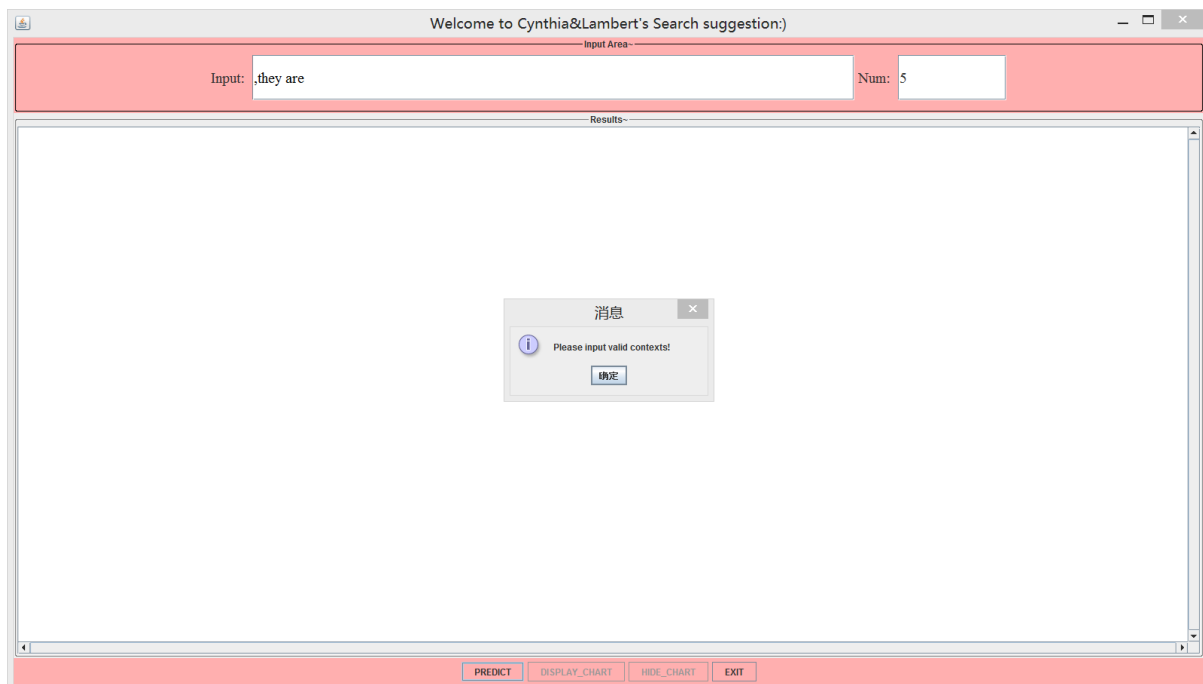 Welcome to Cynthia&Lambert's Search suggestion:)
Input Area~
Input: ,they are Num: 5
Results~
消息
Please input valid contexts!
确定
PREDICT DISPLAY_CHART HIDE_CHART EXIT